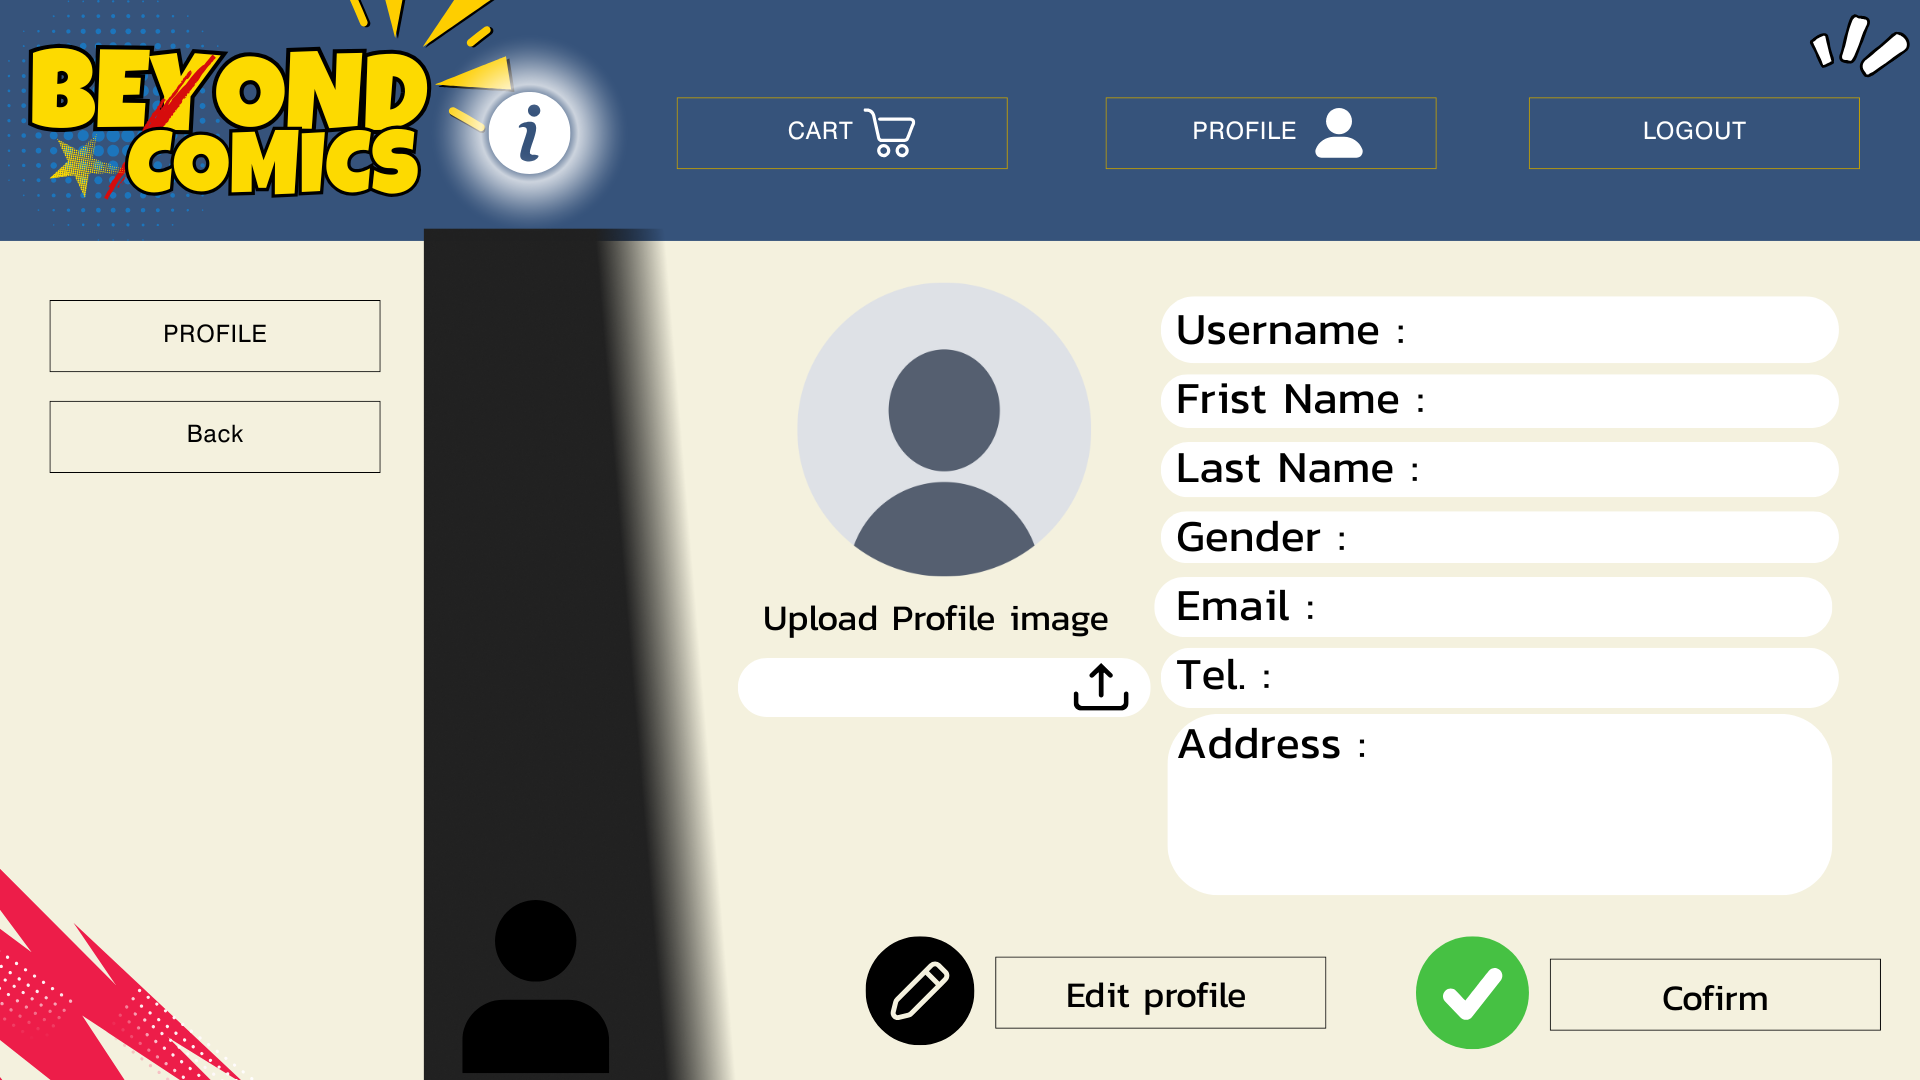 BEYOND
COMICS
i
CART
PROFILE
LOGOUT
PROFILE
Back
Upload Profile image
Username :
Frist Name :
Last Name :
Gender :
Email :
Tel. :
Address :
Edit profile
Cofirm